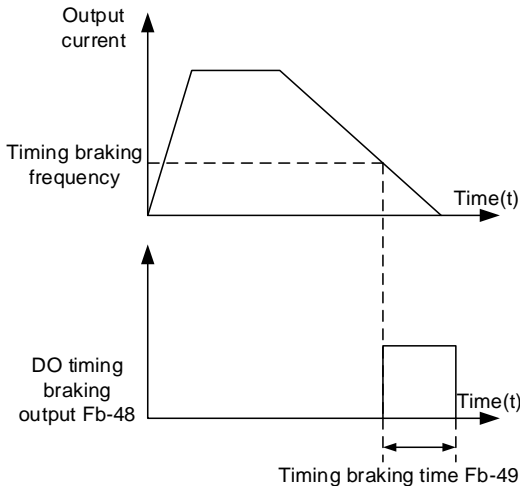 Output
current
Timing braking
frequency
Time(t)
DO timing
braking
output Fb-48
Time(t)
Timing braking time Fb-49